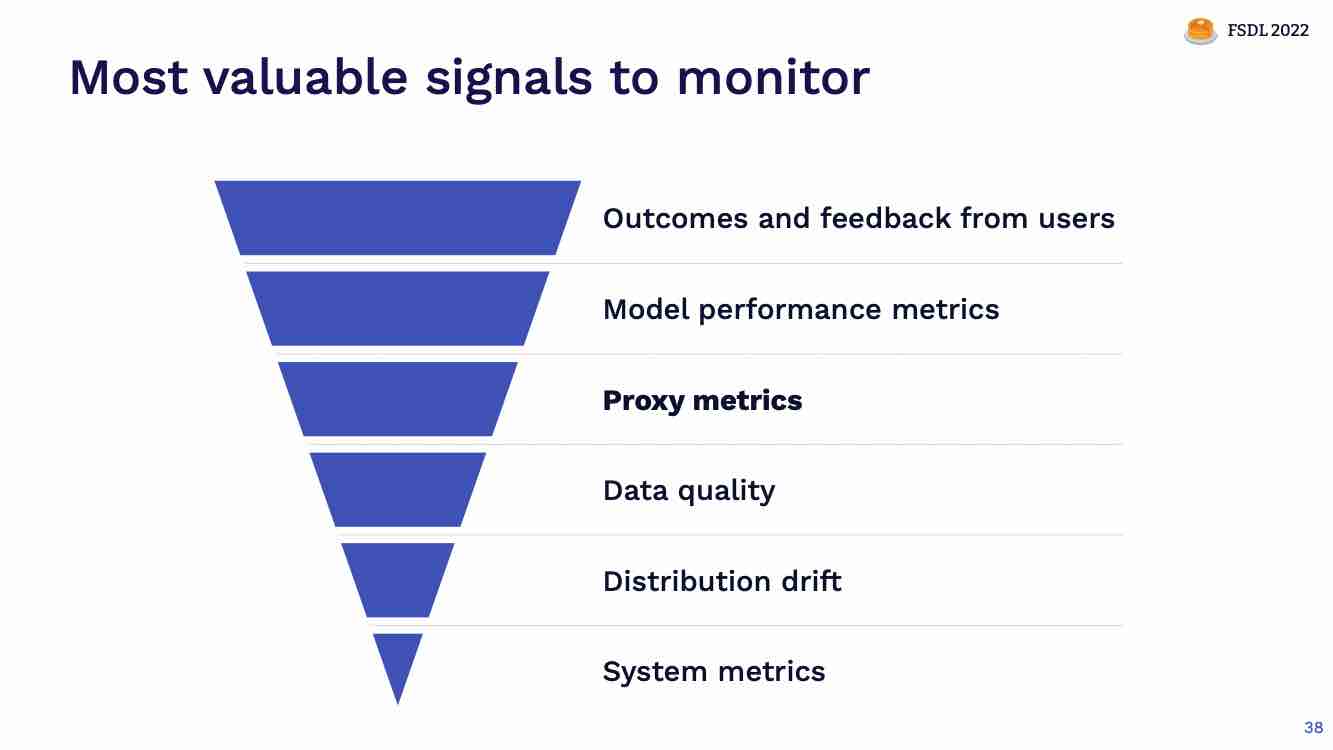 FSDL 2022
Most valuable signals to monitor
Outcomes and feedback from users
Model performance metrics
Proxy metrics
Data quality
Distribution drift
System metrics
38